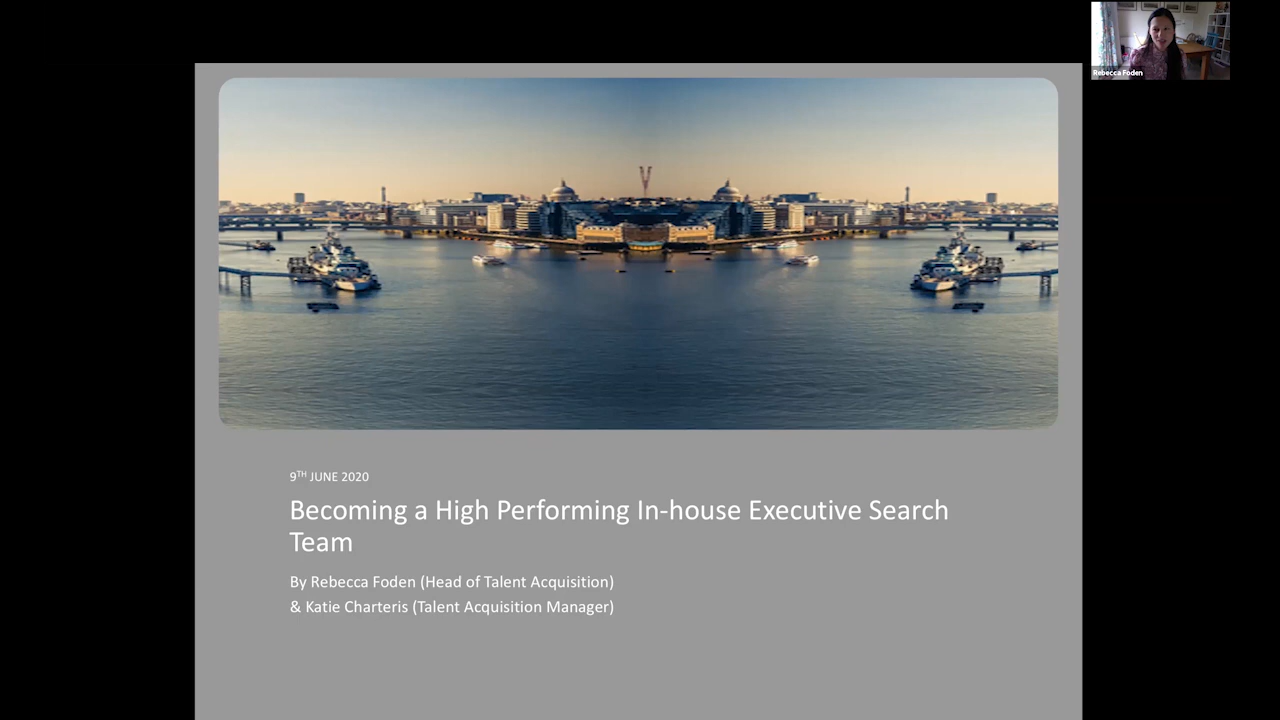 Rebecca Foden
9TH JUNE 2020
Becoming a High Performing In-house Executive Search
Team
By Rebecca Foden (Head of Talent Acquisition)
& Katie Charteris (Talent Acquisition Manager)